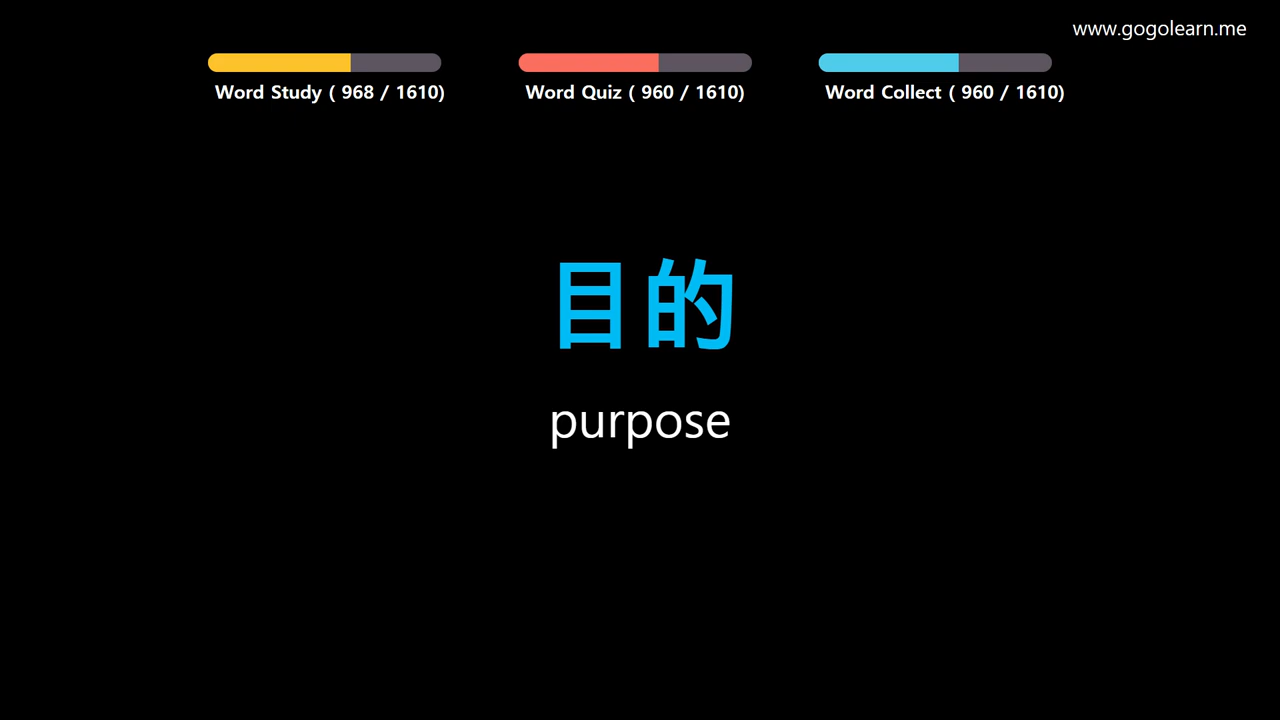 www.gogolearn.me
Word Study ( 968 / 1610)
Word Quiz ( 960 / 1610)
Word Collect ( 960 / 1610)
目的
purpose